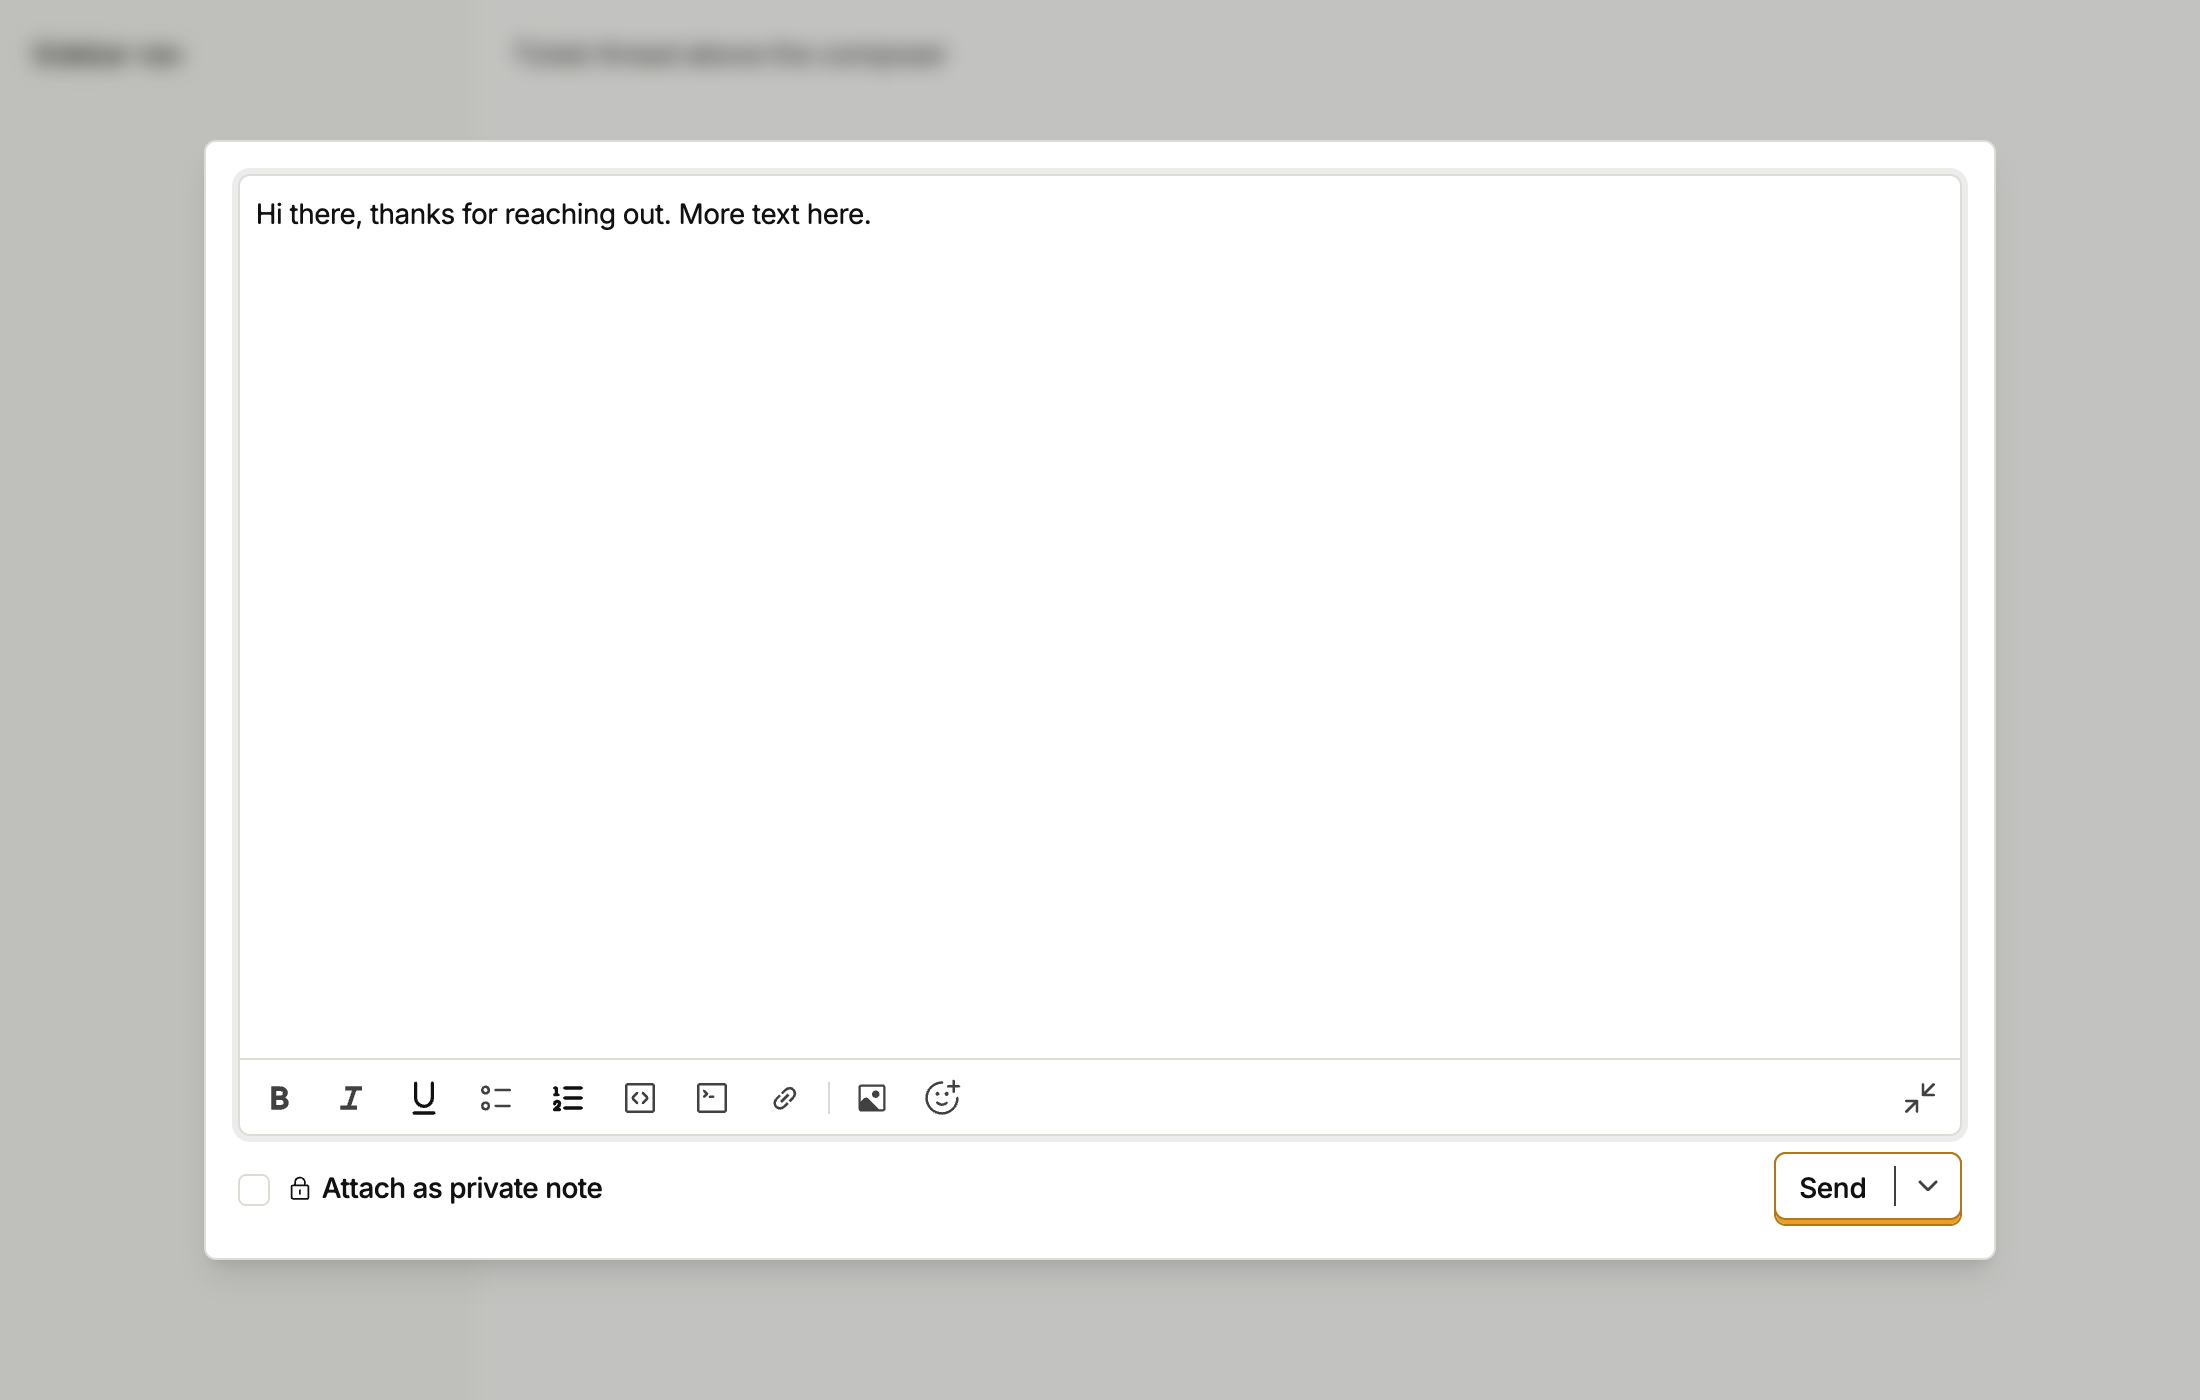 Hi there, thanks for reaching out. More text here.
Attach as private note
Send